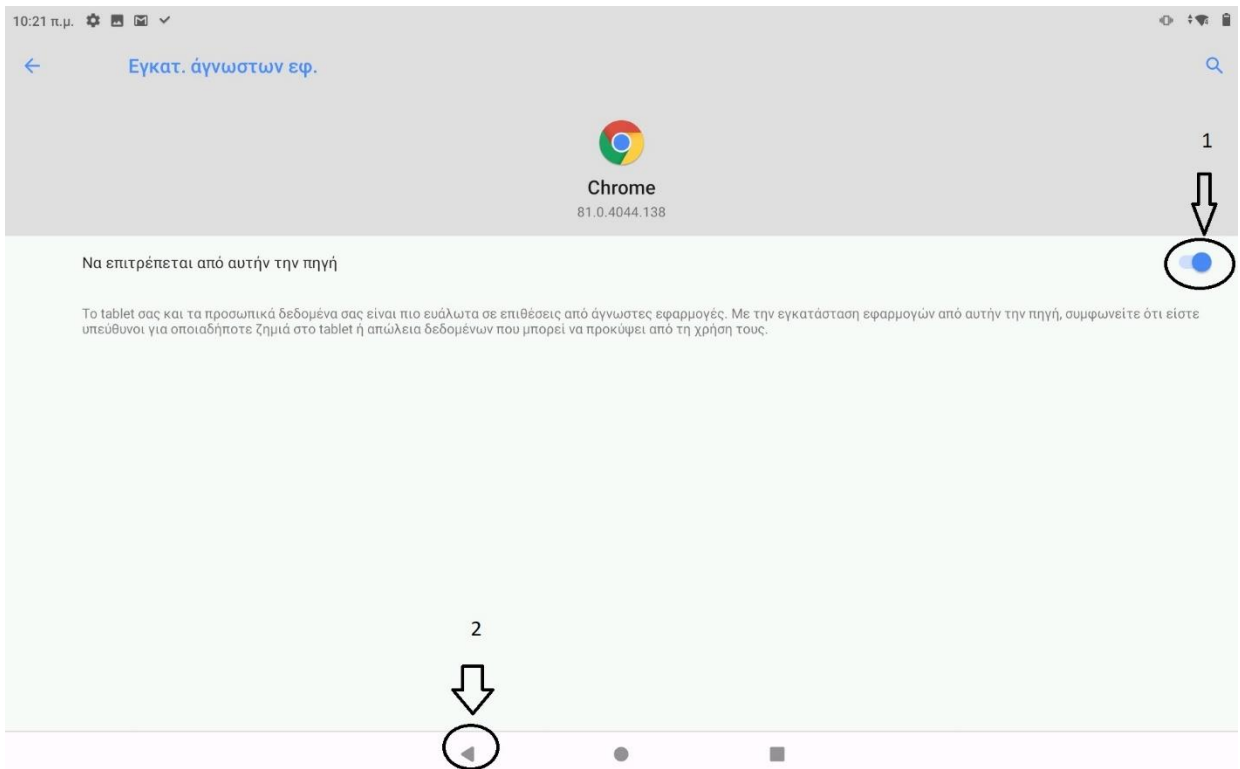 10:21 π.μ.
Εγκατ. άγνωστων εφ.
1
Chrome
81.0.4044.138
Να επιτρέπεται από αυτήν την πηγή
Το tablet σας και τα προσωπικά δεδομένα σας είναι πιο ευάλωτα σε επιθέσεις από άγνωστες εφαρμογές. Με την εγκατάσταση εφαρμογών από αυτήν την πηγή, συμφωνείτε ότι είστε
υπεύθυνοι για οποιαδήποτε ζημιά στο tablet ή απώλεια δεδομένων που μπορεί να προκύψει από τη χρήση τους.
2